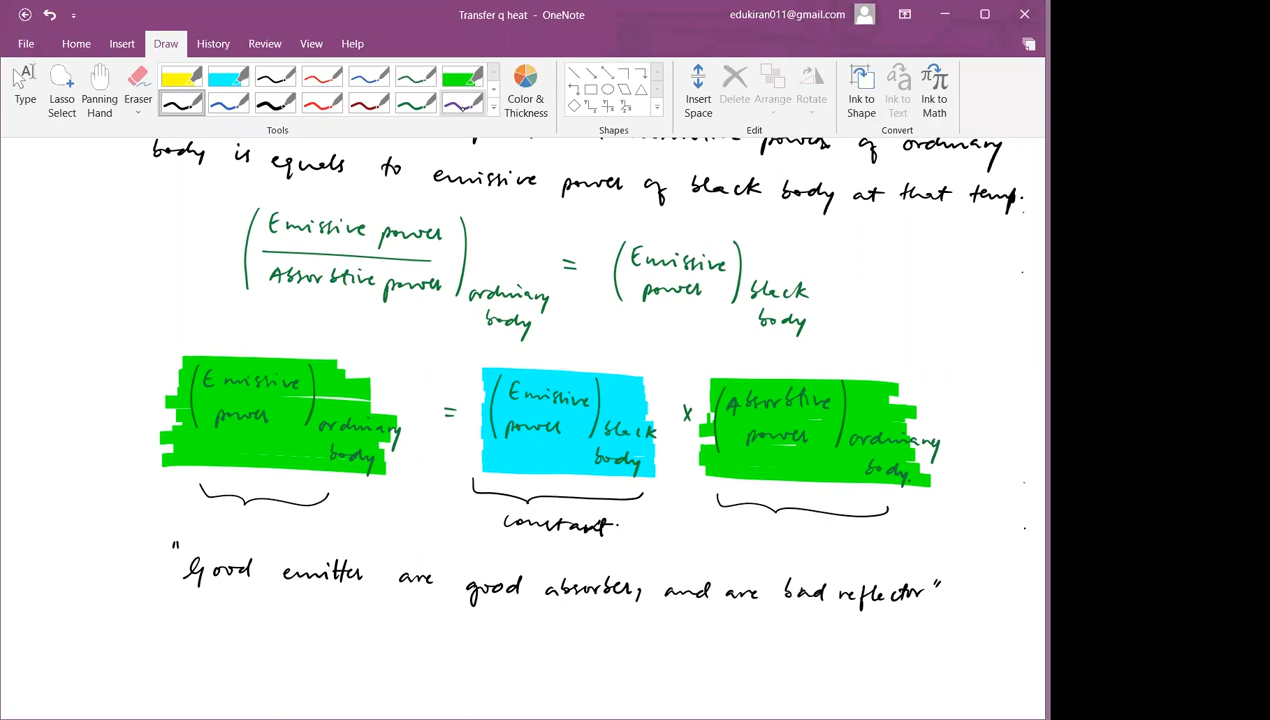 Transfer q heat - OneNote
edukiran011@gmail.com
File Home Insert Draw History Review View Help
Type
Lasso Select
Panning Hand
Eraser
Color & Thickness
Insert Space
Delete
Arrange
Rotate
Ink to Shape
Ink to Text
Ink to Math
Tools
Shapes
Edit
Convert
power of ordinary
body is equals to emissive power of black body at that temp.
(Emissive power / Absorbtive power) ordinary body = (Emissive power) black body
(Emissive power) ordinary body = (Emissive power) black body x (Absorbtive power) ordinary body.
constant.
"Good emitter are good absorber, and are bad reflector"